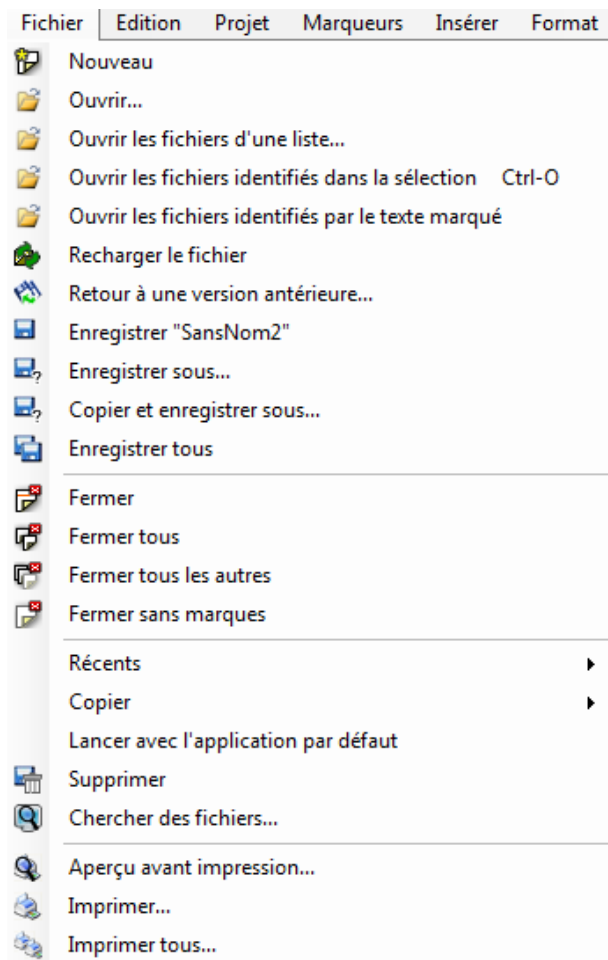 Fichier Edition Projet Marqueurs Insérer Format
Nouveau
Ouvrir...
Ouvrir les fichiers d'une liste...
Ouvrir les fichiers identifiés dans la sélection Ctrl-O
Ouvrir les fichiers identifiés par le texte marqué
Recharger le fichier
Retour à une version antérieure...
Enregistrer "SansNom2"
Enregistrer sous...
Copier et enregistrer sous...
Enregistrer tous
Fermer
Fermer tous
Fermer tous les autres
Fermer sans marques
Récents
Copier
Lancer avec l'application par défaut
Supprimer
Chercher des fichiers...
Aperçu avant impression...
Imprimer...
Imprimer tous...